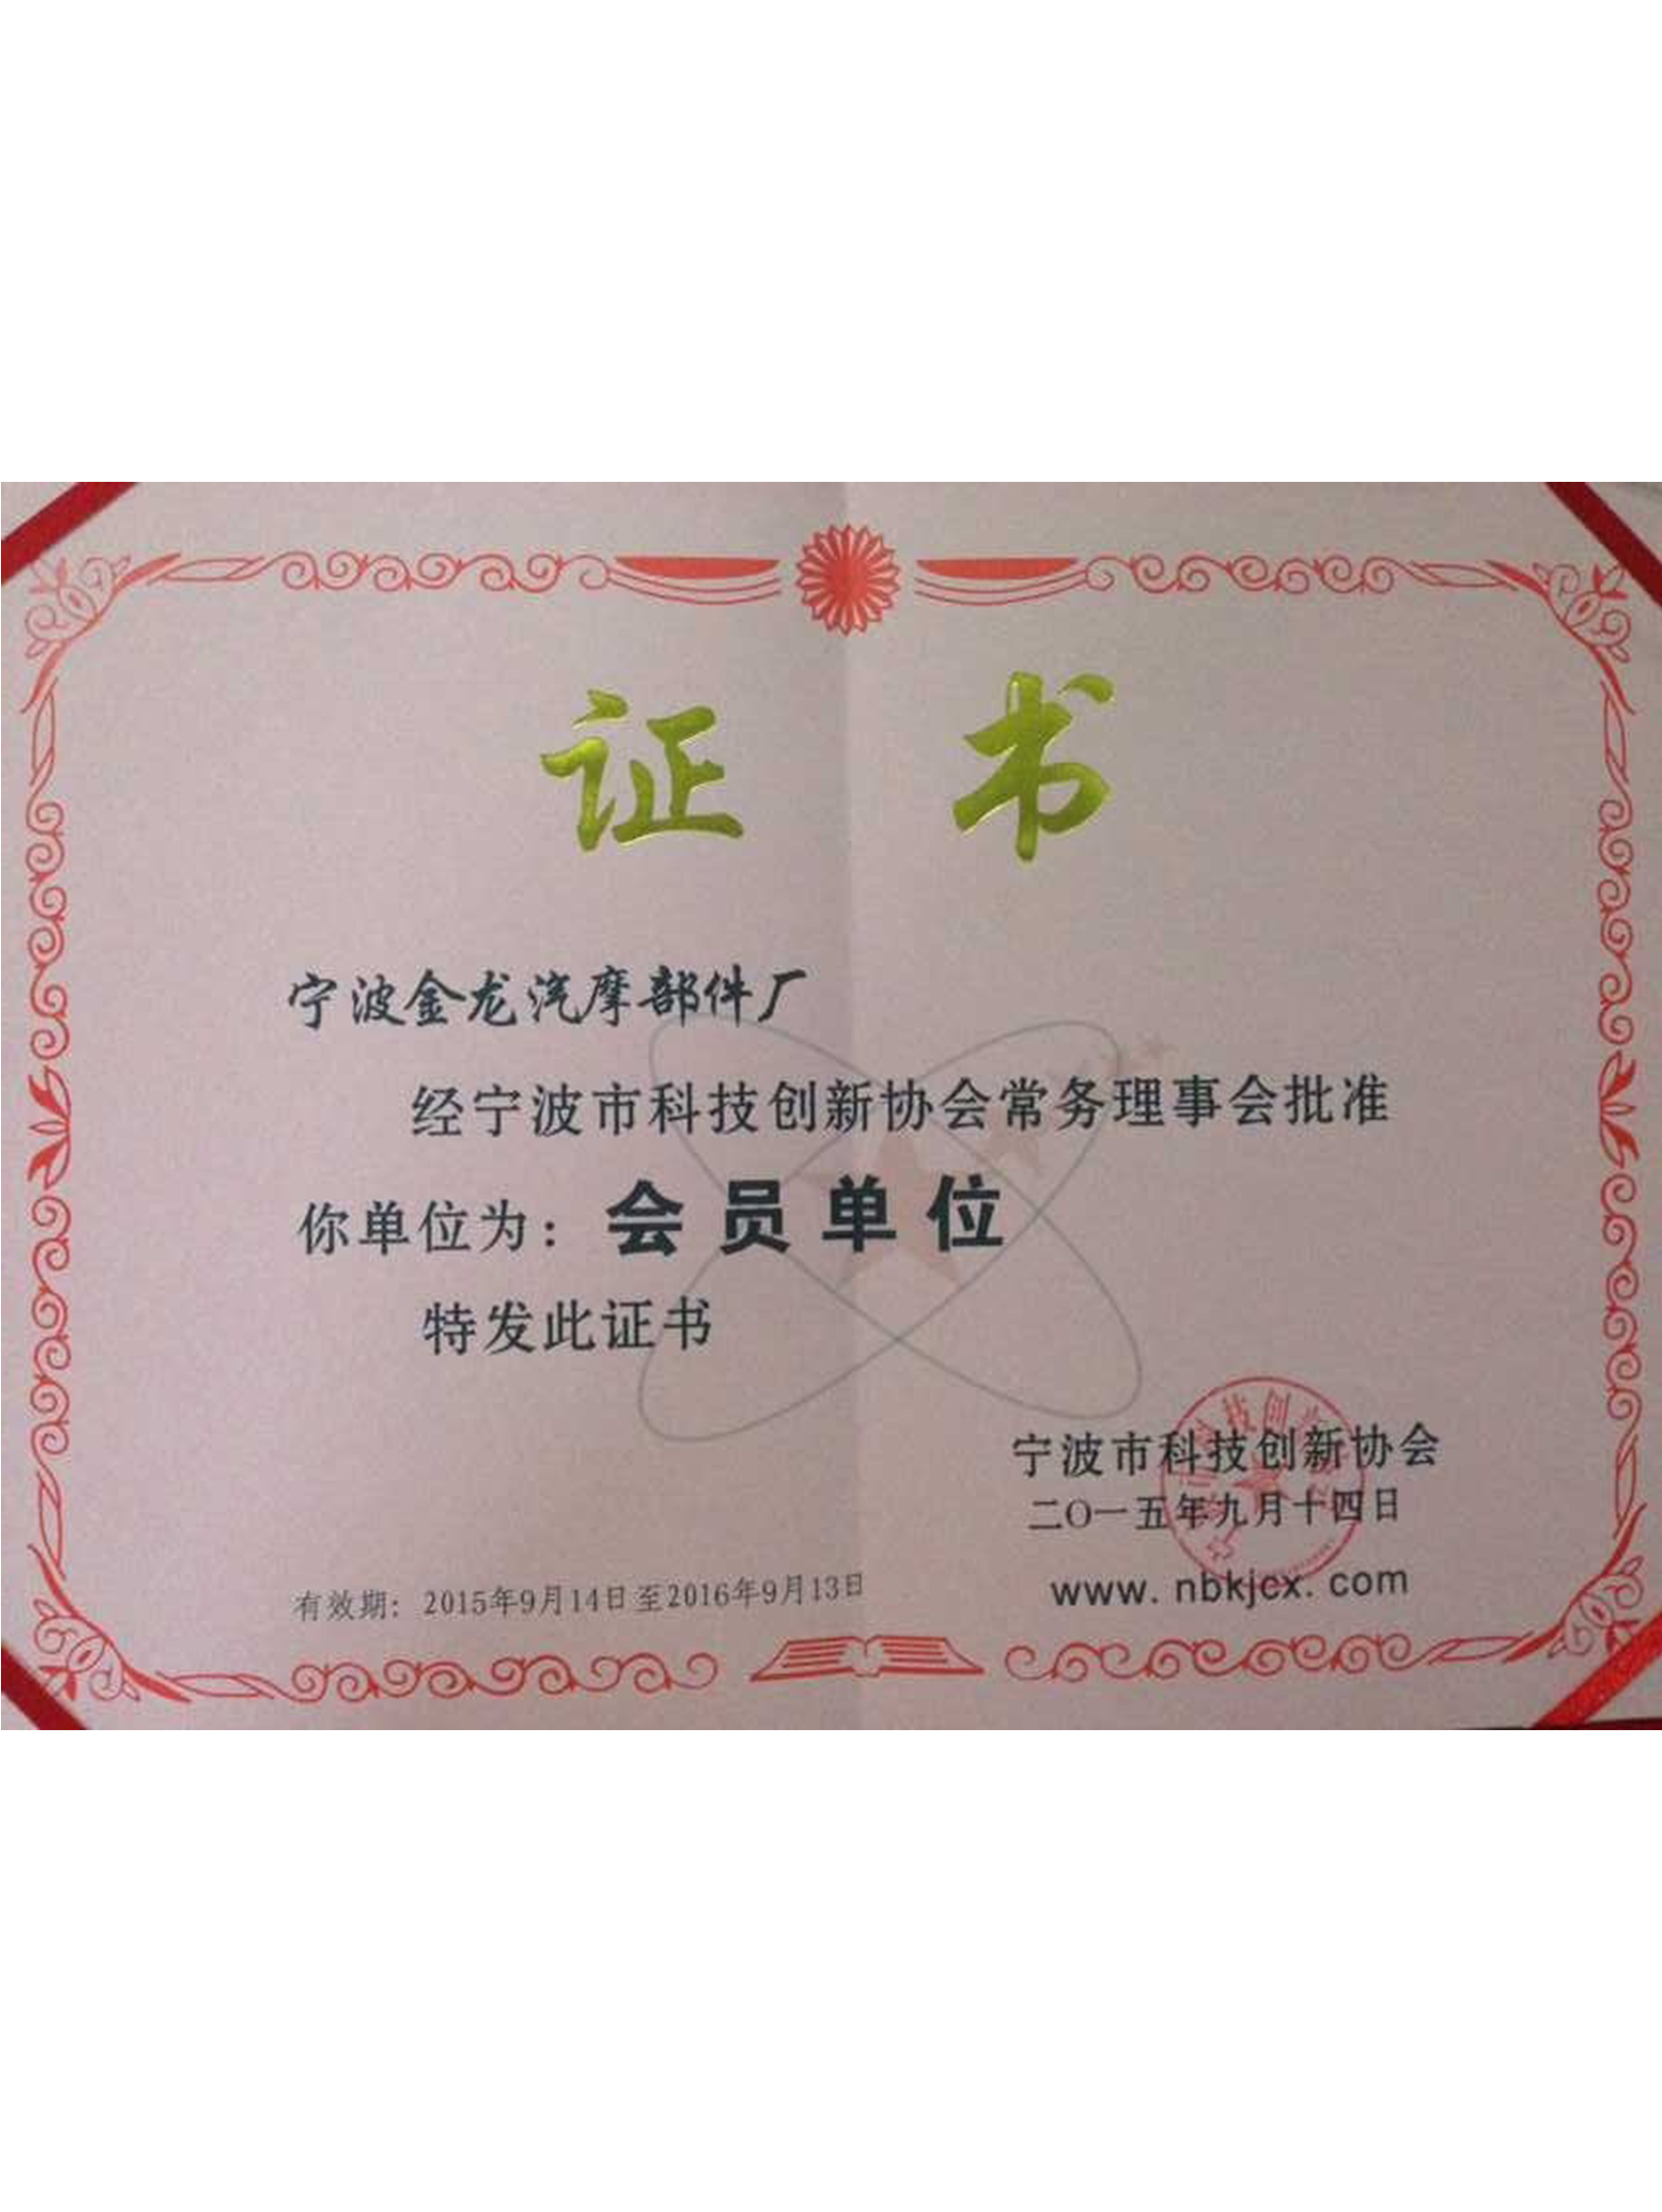 证 书
宁波金龙汽摩部件厂
经宁波市科技创新协会常务理事会批准
你单位为：会员单位
特发此证书
宁波市科技创新协会
二〇一五年九月十四日
www.nbkjcx.com
有效期：2015年9月14日至2016年9月13日